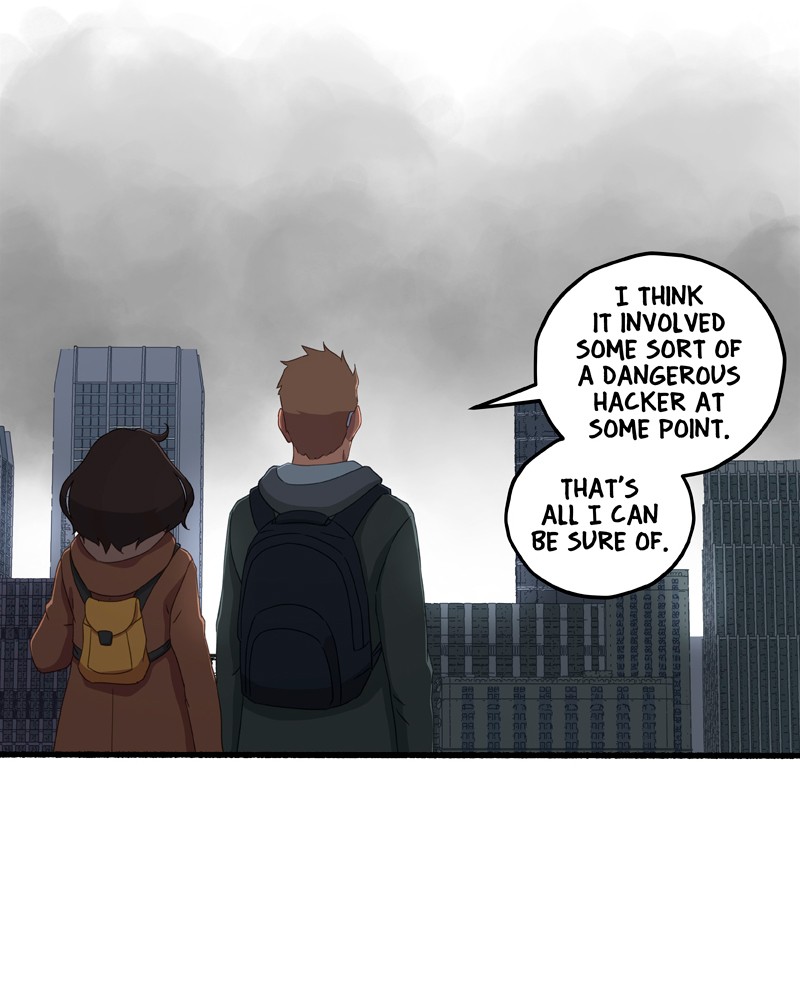 I THINK
IT INVOLVED
SOME SORT OF
A DANGEROUS
HACKER AT
SOME POINT.
THAT'S
ALL I CAN
BE SURE OF.